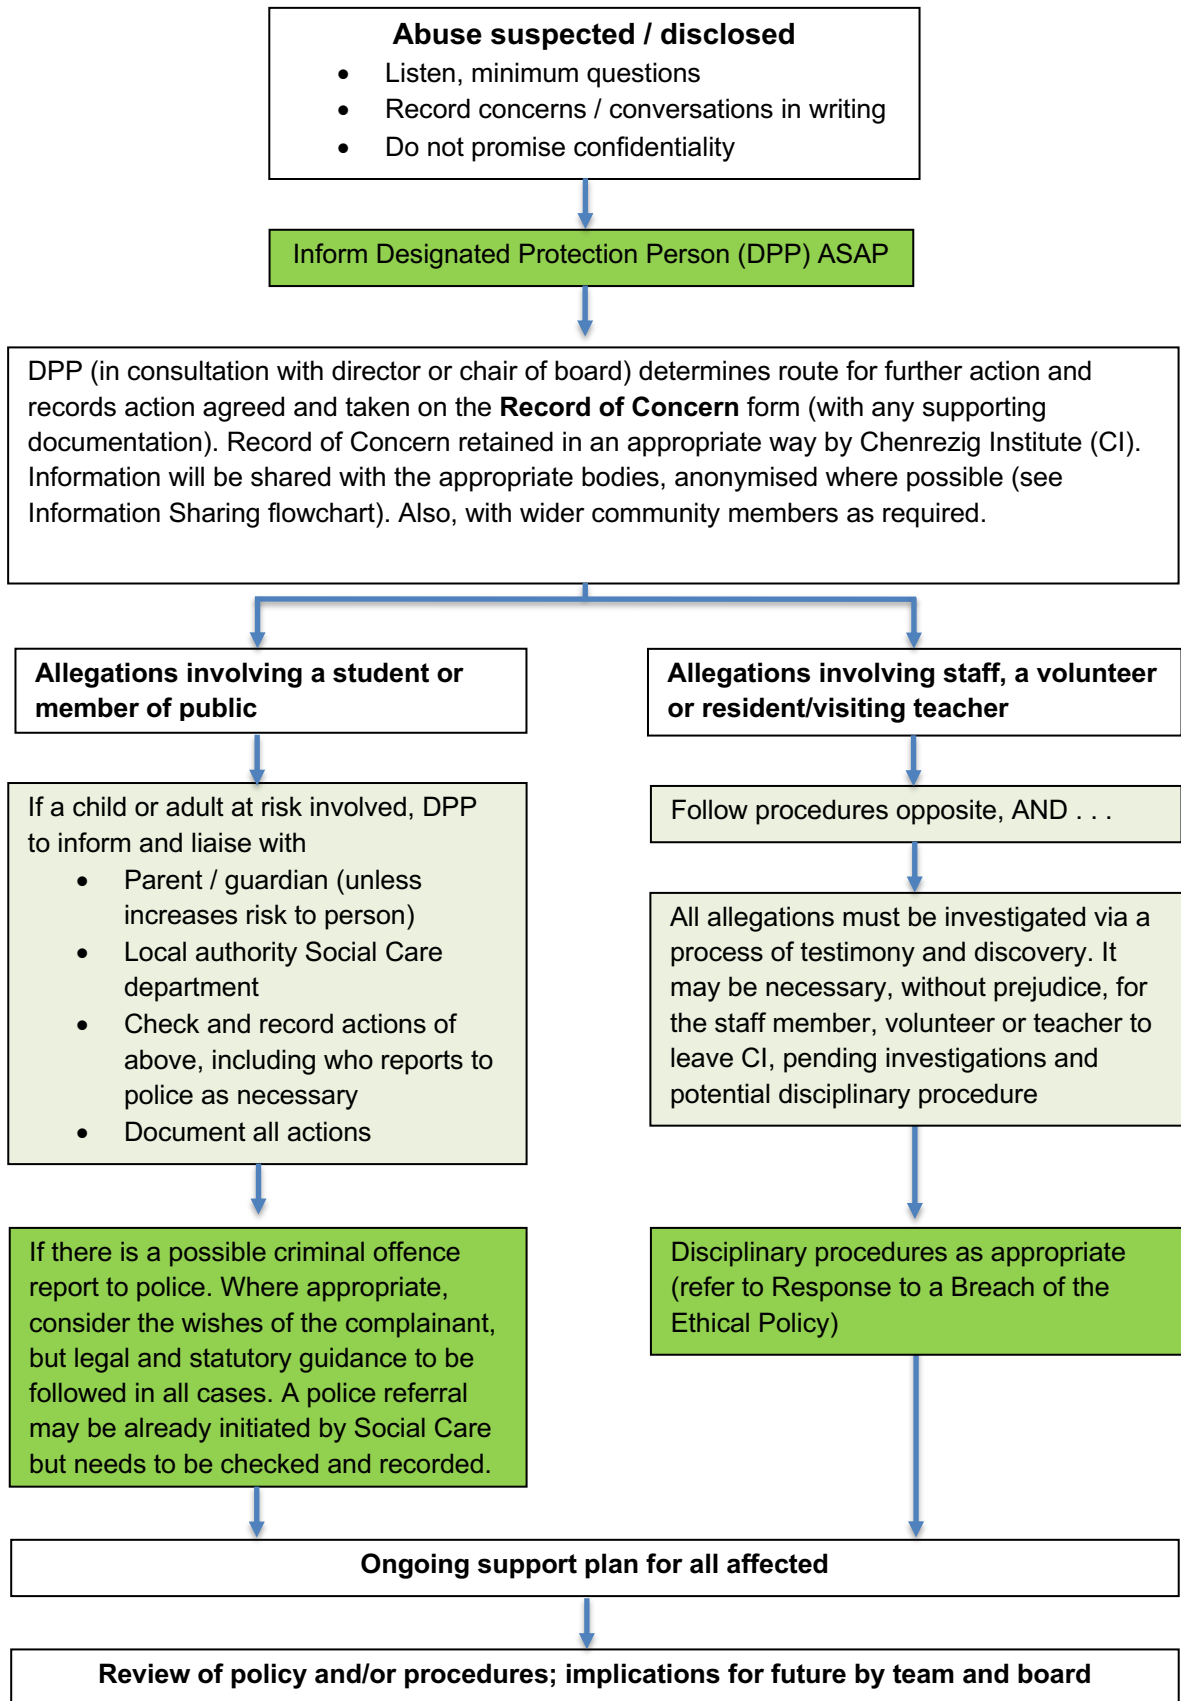 Abuse suspected / disclosed
• Listen, minimum questions
• Record concerns / conversations in writing
• Do not promise confidentiality
Inform Designated Protection Person (DPP) ASAP
DPP (in consultation with director or chair of board) determines route for further action and
records action agreed and taken on the Record of Concern form (with any supporting
documentation). Record of Concern retained in an appropriate way by Chenrezig Institute (CI).
Information will be shared with the appropriate bodies, anonymised where possible (see
Information Sharing flowchart). Also, with wider community members as required.
Allegations involving a student or
member of public
If a child or adult at risk involved, DPP
to inform and liaise with
• Parent / guardian (unless
increases risk to person)
• Local authority Social Care
department
• Check and record actions of
above, including who reports to
police as necessary
• Document all actions
If there is a possible criminal offence
report to police. Where appropriate,
consider the wishes of the complainant,
but legal and statutory guidance to be
followed in all cases. A police referral
may be already initiated by Social Care
but needs to be checked and recorded.
Allegations involving staff, a volunteer
or resident/visiting teacher
Follow procedures opposite, AND . . .
All allegations must be investigated via a
process of testimony and discovery. It
may be necessary, without prejudice, for
the staff member, volunteer or teacher to
leave CI, pending investigations and
potential disciplinary procedure
Disciplinary procedures as appropriate
(refer to Response to a Breach of the
Ethical Policy)
Ongoing support plan for all affected
Review of policy and/or procedures; implications for future by team and board